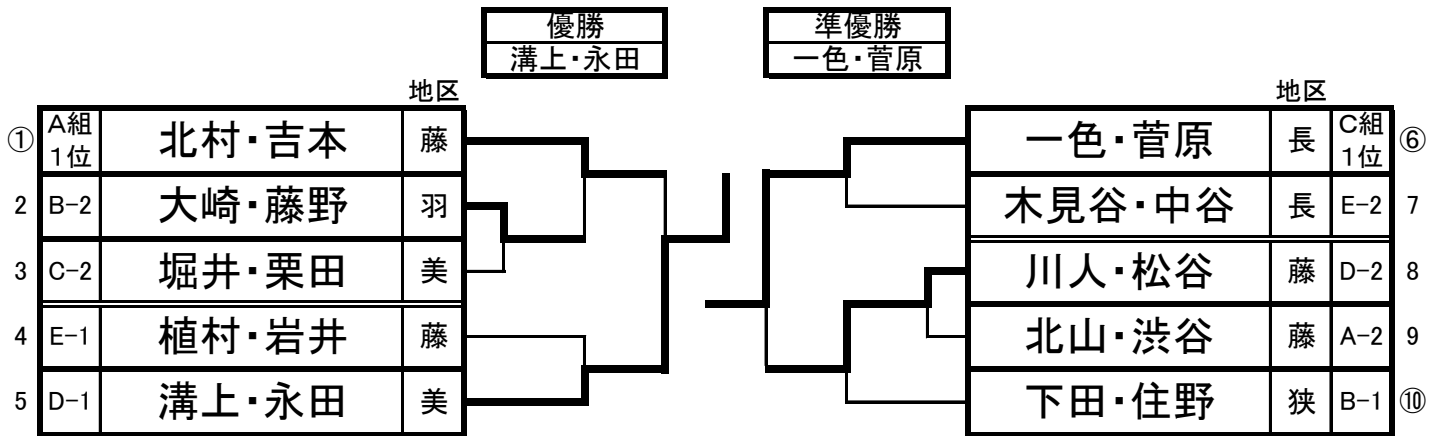 優勝 準優勝
溝上・永田 一色・菅原
地区 地区
① A組1位 北村・吉本 藤 一色・菅原 長 C組1位 ⑥
2 B-2 大崎・藤野 羽 木見谷・中谷 長 E-2 7
3 C-2 堀井・栗田 美 川人・松谷 藤 D-2 8
4 E-1 植村・岩井 藤 北山・渋谷 藤 A-2 9
5 D-1 溝上・永田 美 下田・住野 狭 B-1 ⑩